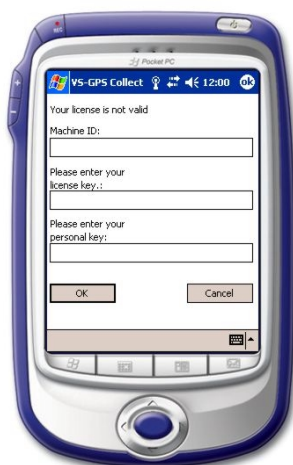 REC
Pocket PC
VS-GPS Collect 12:00 ok
Your license is not valid
Machine ID:
Please enter your
license key.:
Please enter your
personal key:
OK Cancel